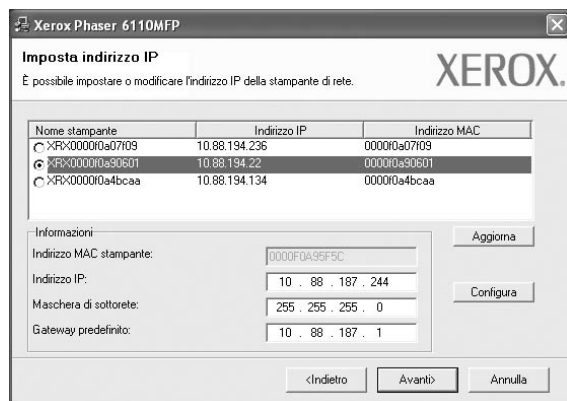 Xerox Phaser 6110MFP
Imposta indirizzo IP
È possibile impostare o modificare l'indirizzo IP della stampante di rete.
XEROX.
Nome stampante Indirizzo IP Indirizzo MAC
XRX0000f0a07f09 10.88.194.236 0000f0a07f09
XRX0000f0a90601 10.88.194.22 0000f0a90601
XRX0000f0a4bcaa 10.88.194.134 0000f0a4bcaa
Informazioni
Indirizzo MAC stampante: 0000F0A95F5C
Indirizzo IP: 10 . 88 . 187 . 244
Maschera di sottorete: 255 . 255 . 255 . 0
Gateway predefinito: 10 . 88 . 187 . 1
Aggiorna
Configura
<Indietro Avanti> Annulla